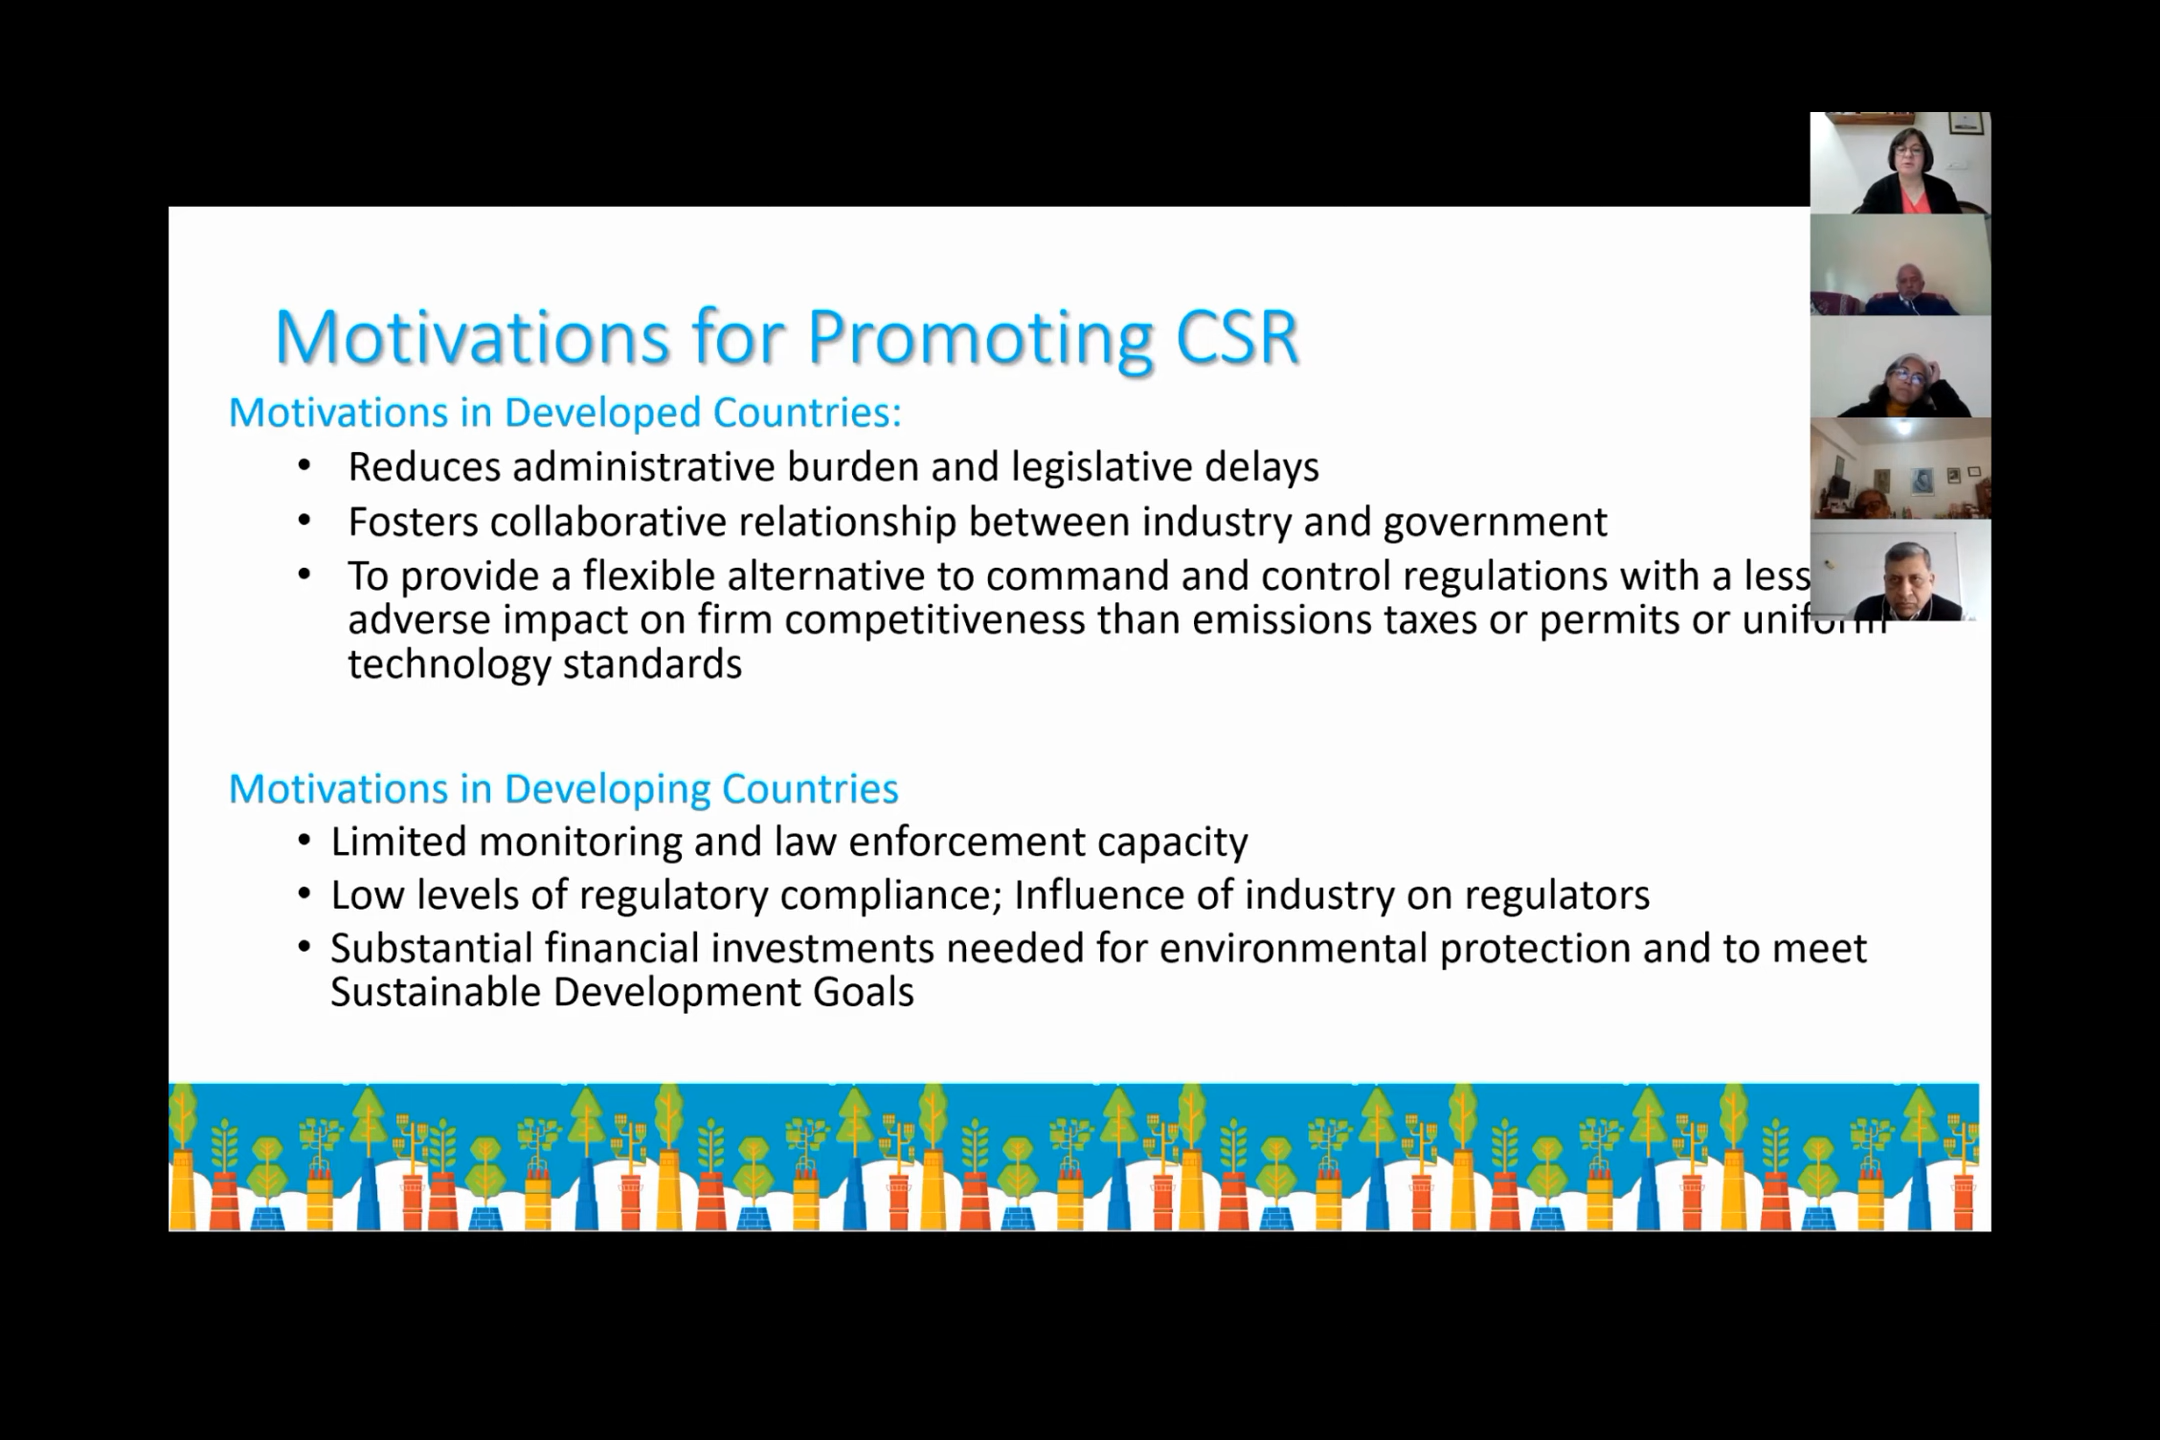 Motivations for Promoting CSR
Motivations in Developed Countries:
• Reduces administrative burden and legislative delays
• Fosters collaborative relationship between industry and government
• To provide a flexible alternative to command and control regulations with a less
adverse impact on firm competitiveness than emissions taxes or permits or uniform
technology standards
Motivations in Developing Countries
• Limited monitoring and law enforcement capacity
• Low levels of regulatory compliance; Influence of industry on regulators
• Substantial financial investments needed for environmental protection and to meet
Sustainable Development Goals